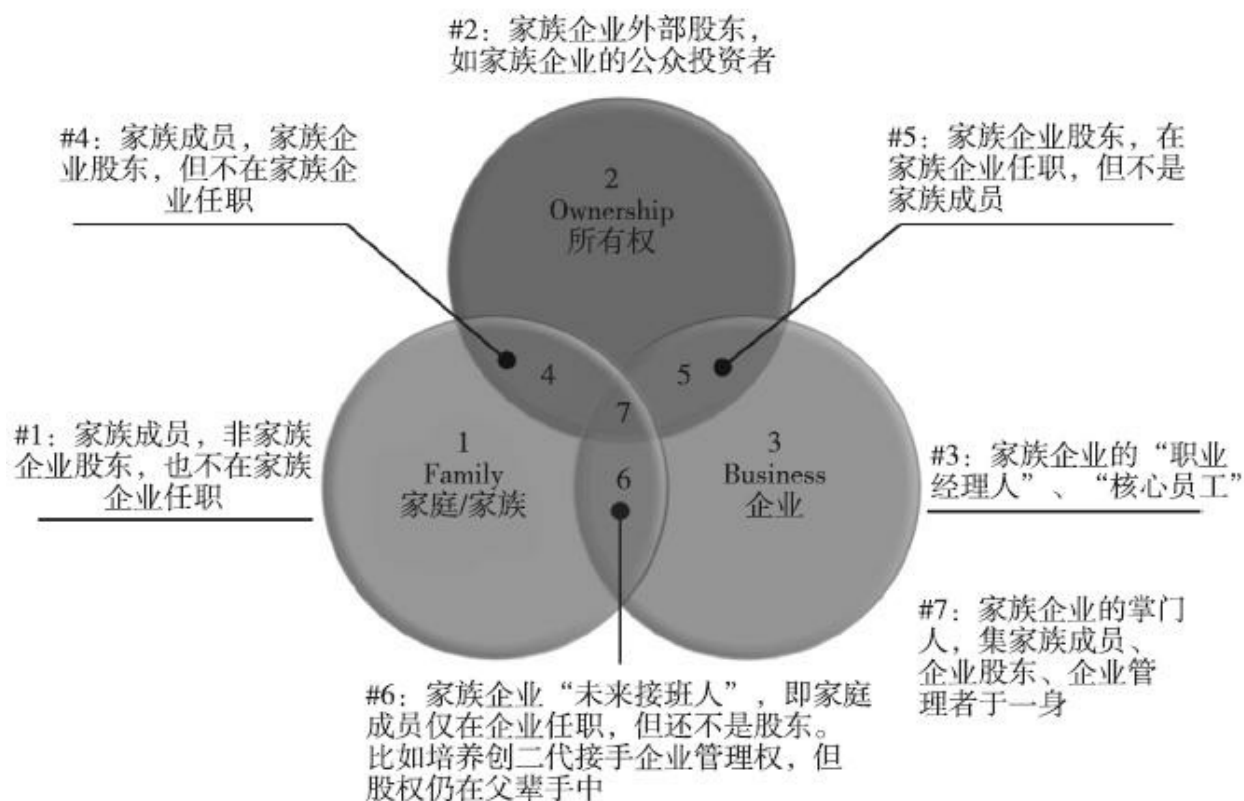 #2：家族企业外部股东，
如家族企业的公众投资者
#4：家族成员，家族企
业股东，但不在家族企
业任职
#5：家族企业股东，在
家族企业任职，但不是
家族成员
2
Ownership
所有权
4
5
7
#1：家族成员，非家族
企业股东，也不在家族
企业任职
1
Family
家庭/家族
6
3
Business
企业
#3：家族企业的“职业
经理人”、“核心员工”
#7：家族企业的掌门
人，集家族成员、
企业股东、企业管
理者于一身
#6：家族企业“未来接班人”，即家庭
成员仅在企业任职，但还不是股东。
比如培养创二代接手企业管理权，但
股权仍在父辈手中